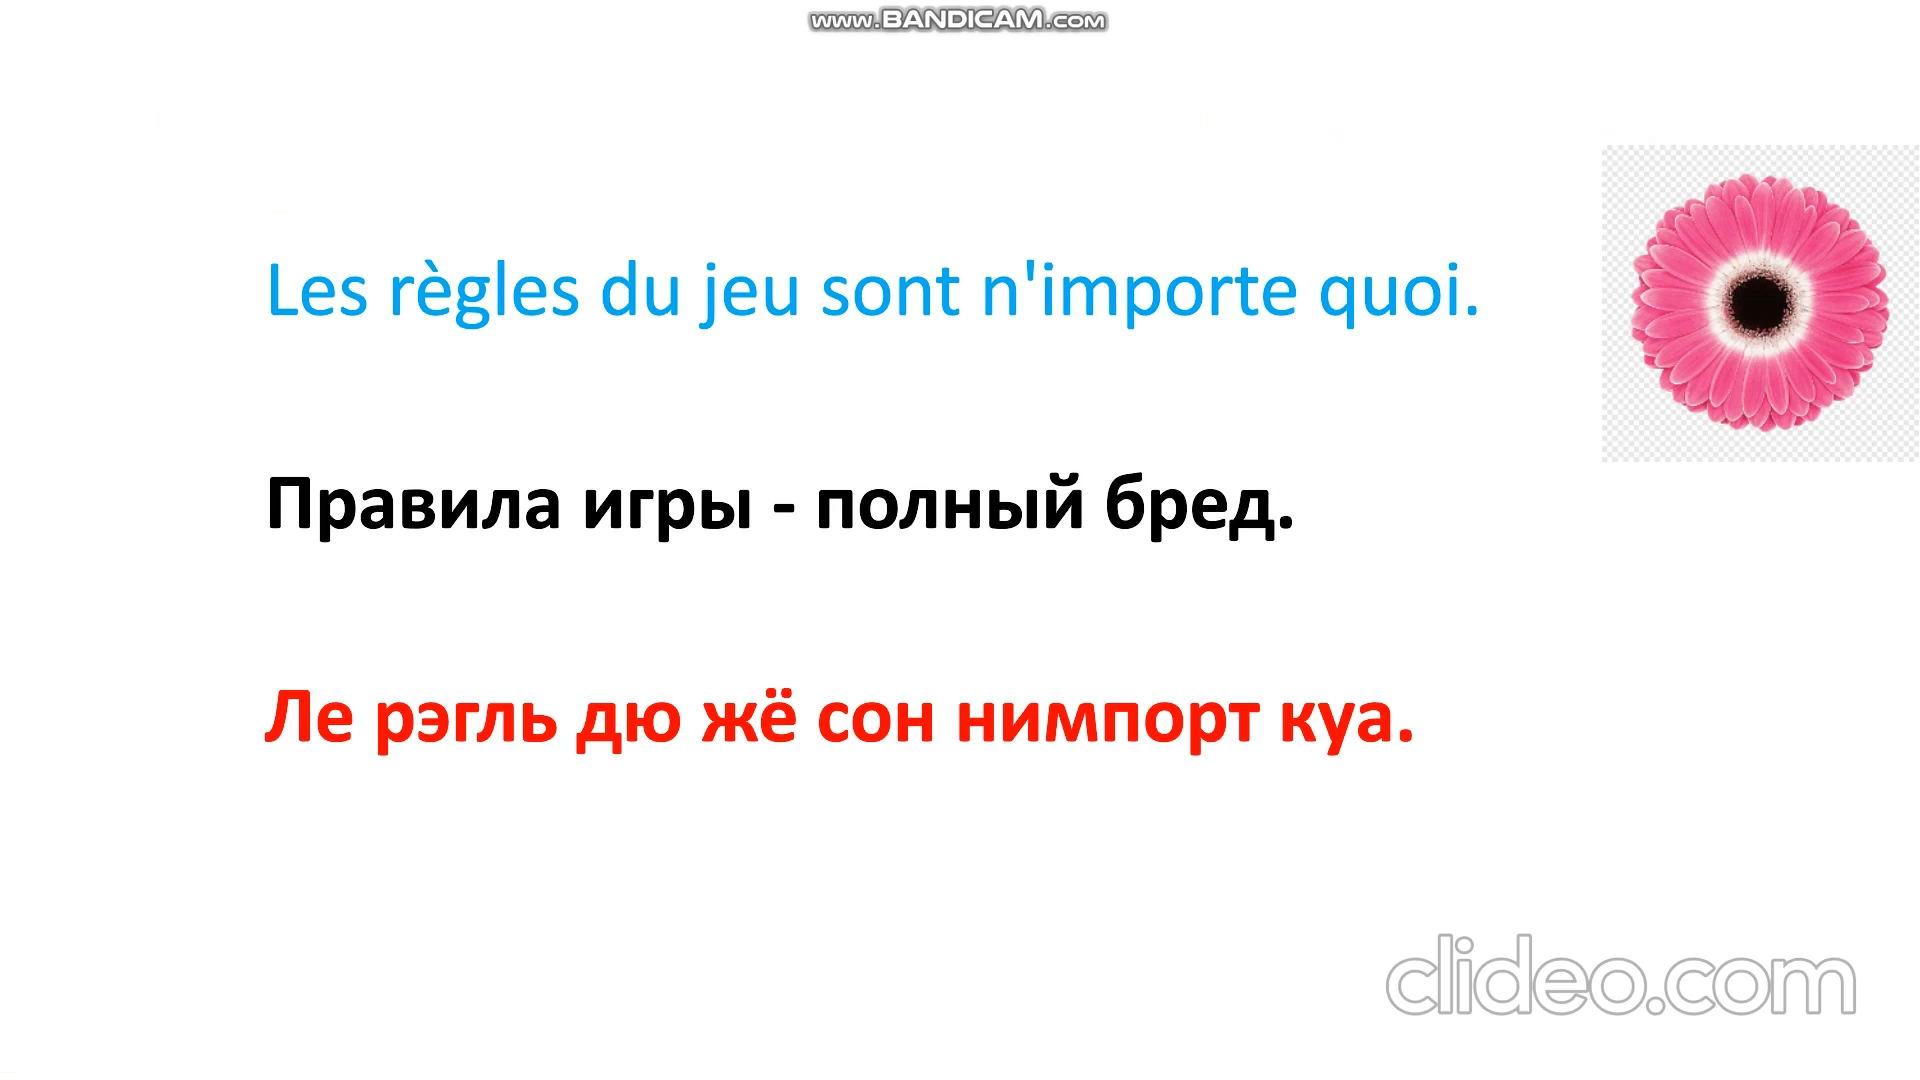 www.BANDICAM.com
Les règles du jeu sont n'importe quoi.
Правила игры - полный бред.
Ле рэгль дю жё сон нимпорт куа.
clideo.com